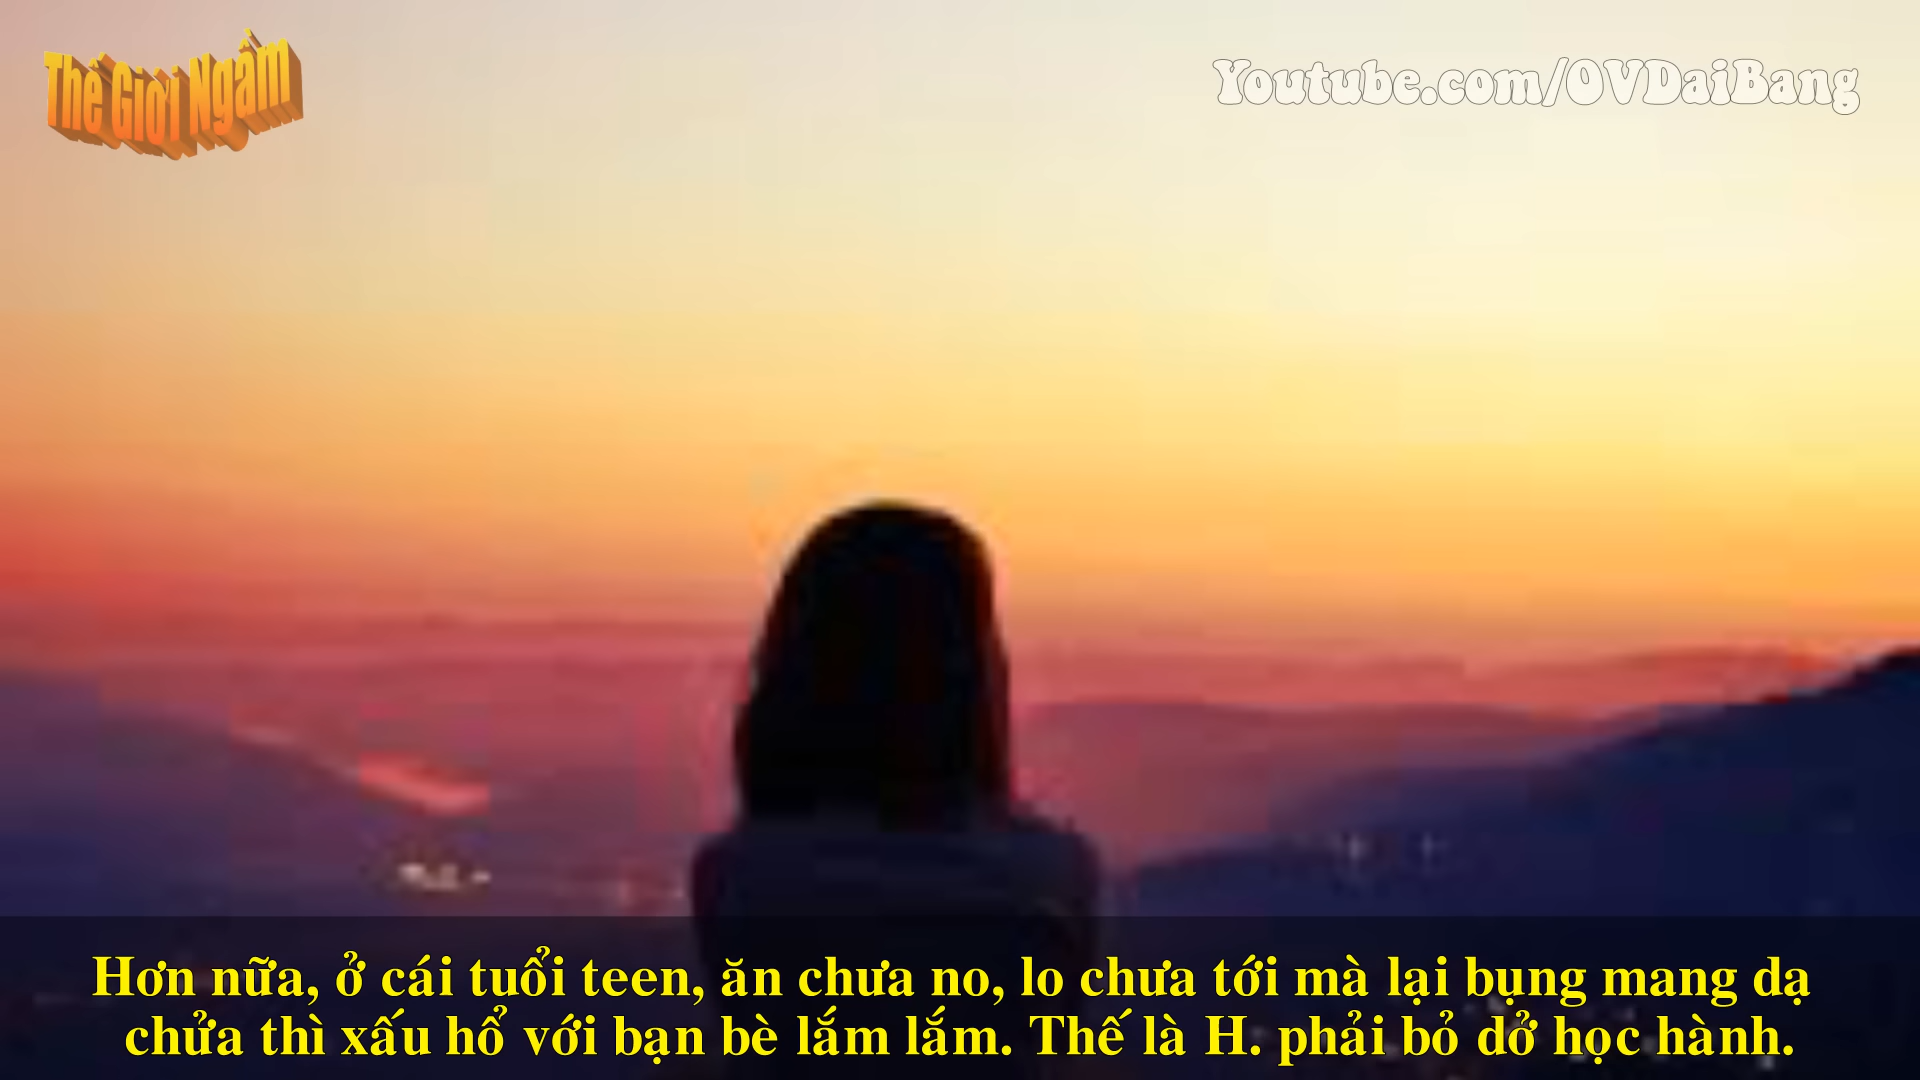 Thế Giới Ngầm
Youtube.com/OVDaiBang
Hơn nữa, ở cái tuổi teen, ăn chưa no, lo chưa tới mà lại bụng mang dạ
chửa thì xấu hổ với bạn bè lắm lắm. Thế là H. phải bỏ dở học hành.